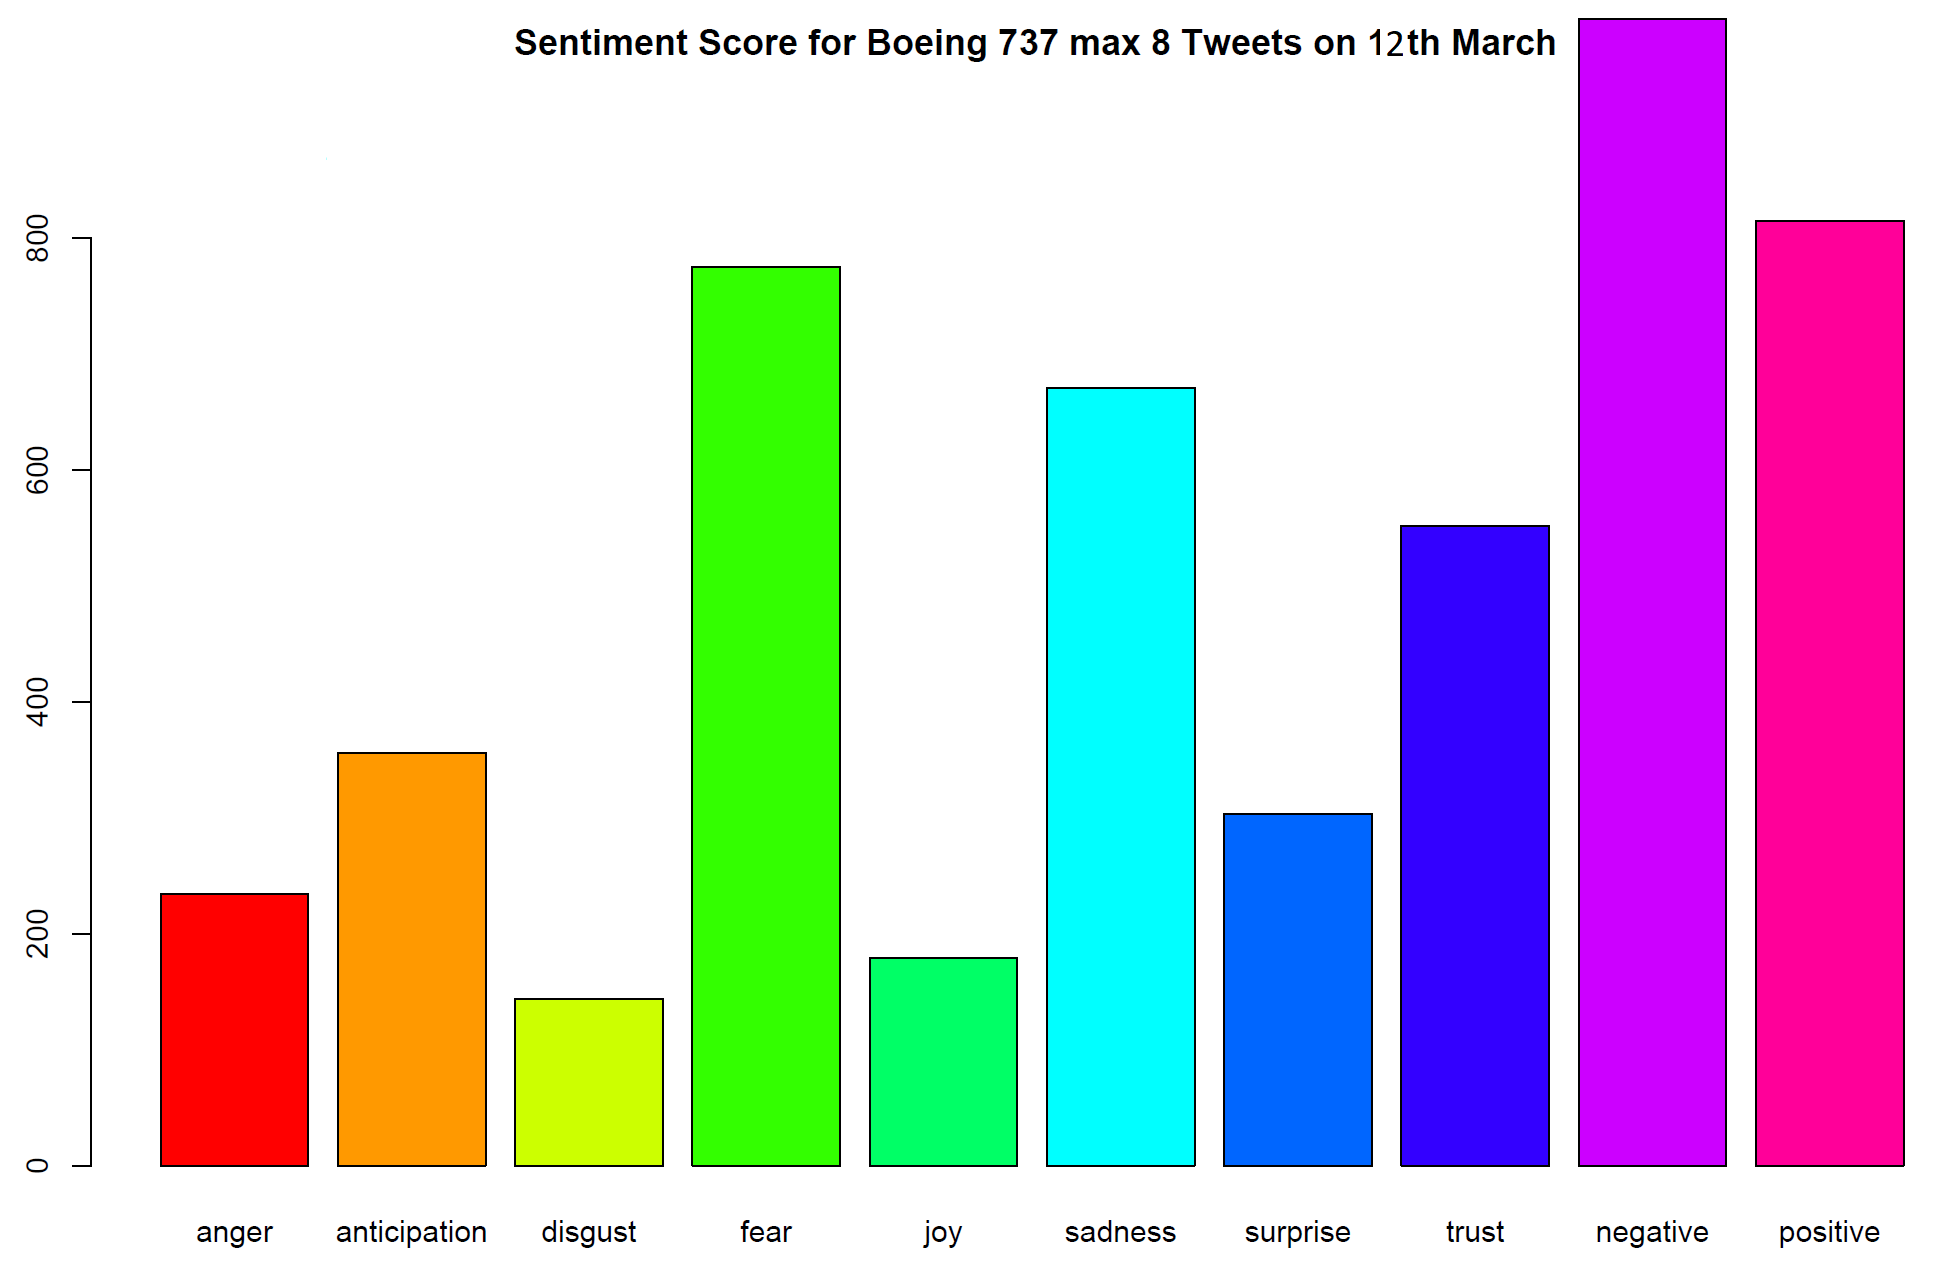 Sentiment Score for Boeing 737 max 8 Tweets on 12th March
800
600
400
200
0
anger anticipation disgust fear joy sadness surprise trust negative positive